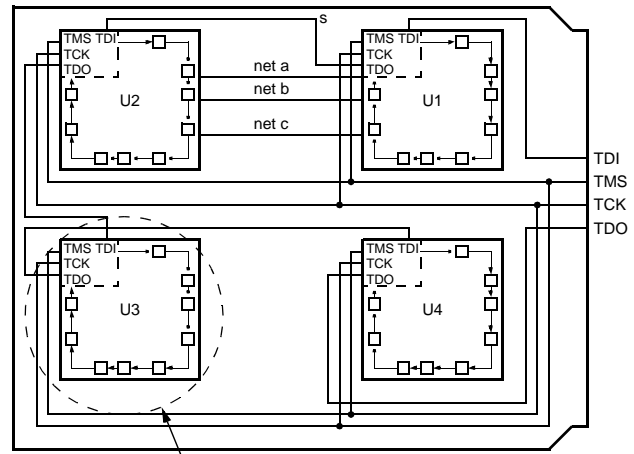 s
TMS TDI
TCK
TDO
U2
net a
net b
net c
TMS TDI
TCK
TDO
U1
TDI
TMS
TCK
TDO
TMS TDI
TCK
TDO
U3
TMS TDI
TCK
TDO
U4